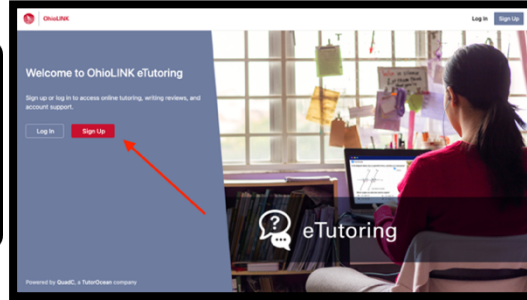 OhioLINK
Log In
Sign Up
Welcome to OhioLINK eTutoring
Sign up or log in to access online tutoring, writing reviews, and
account support.
Log In
Sign Up
eTutoring
Powered by QuadC, a TutorOcean company